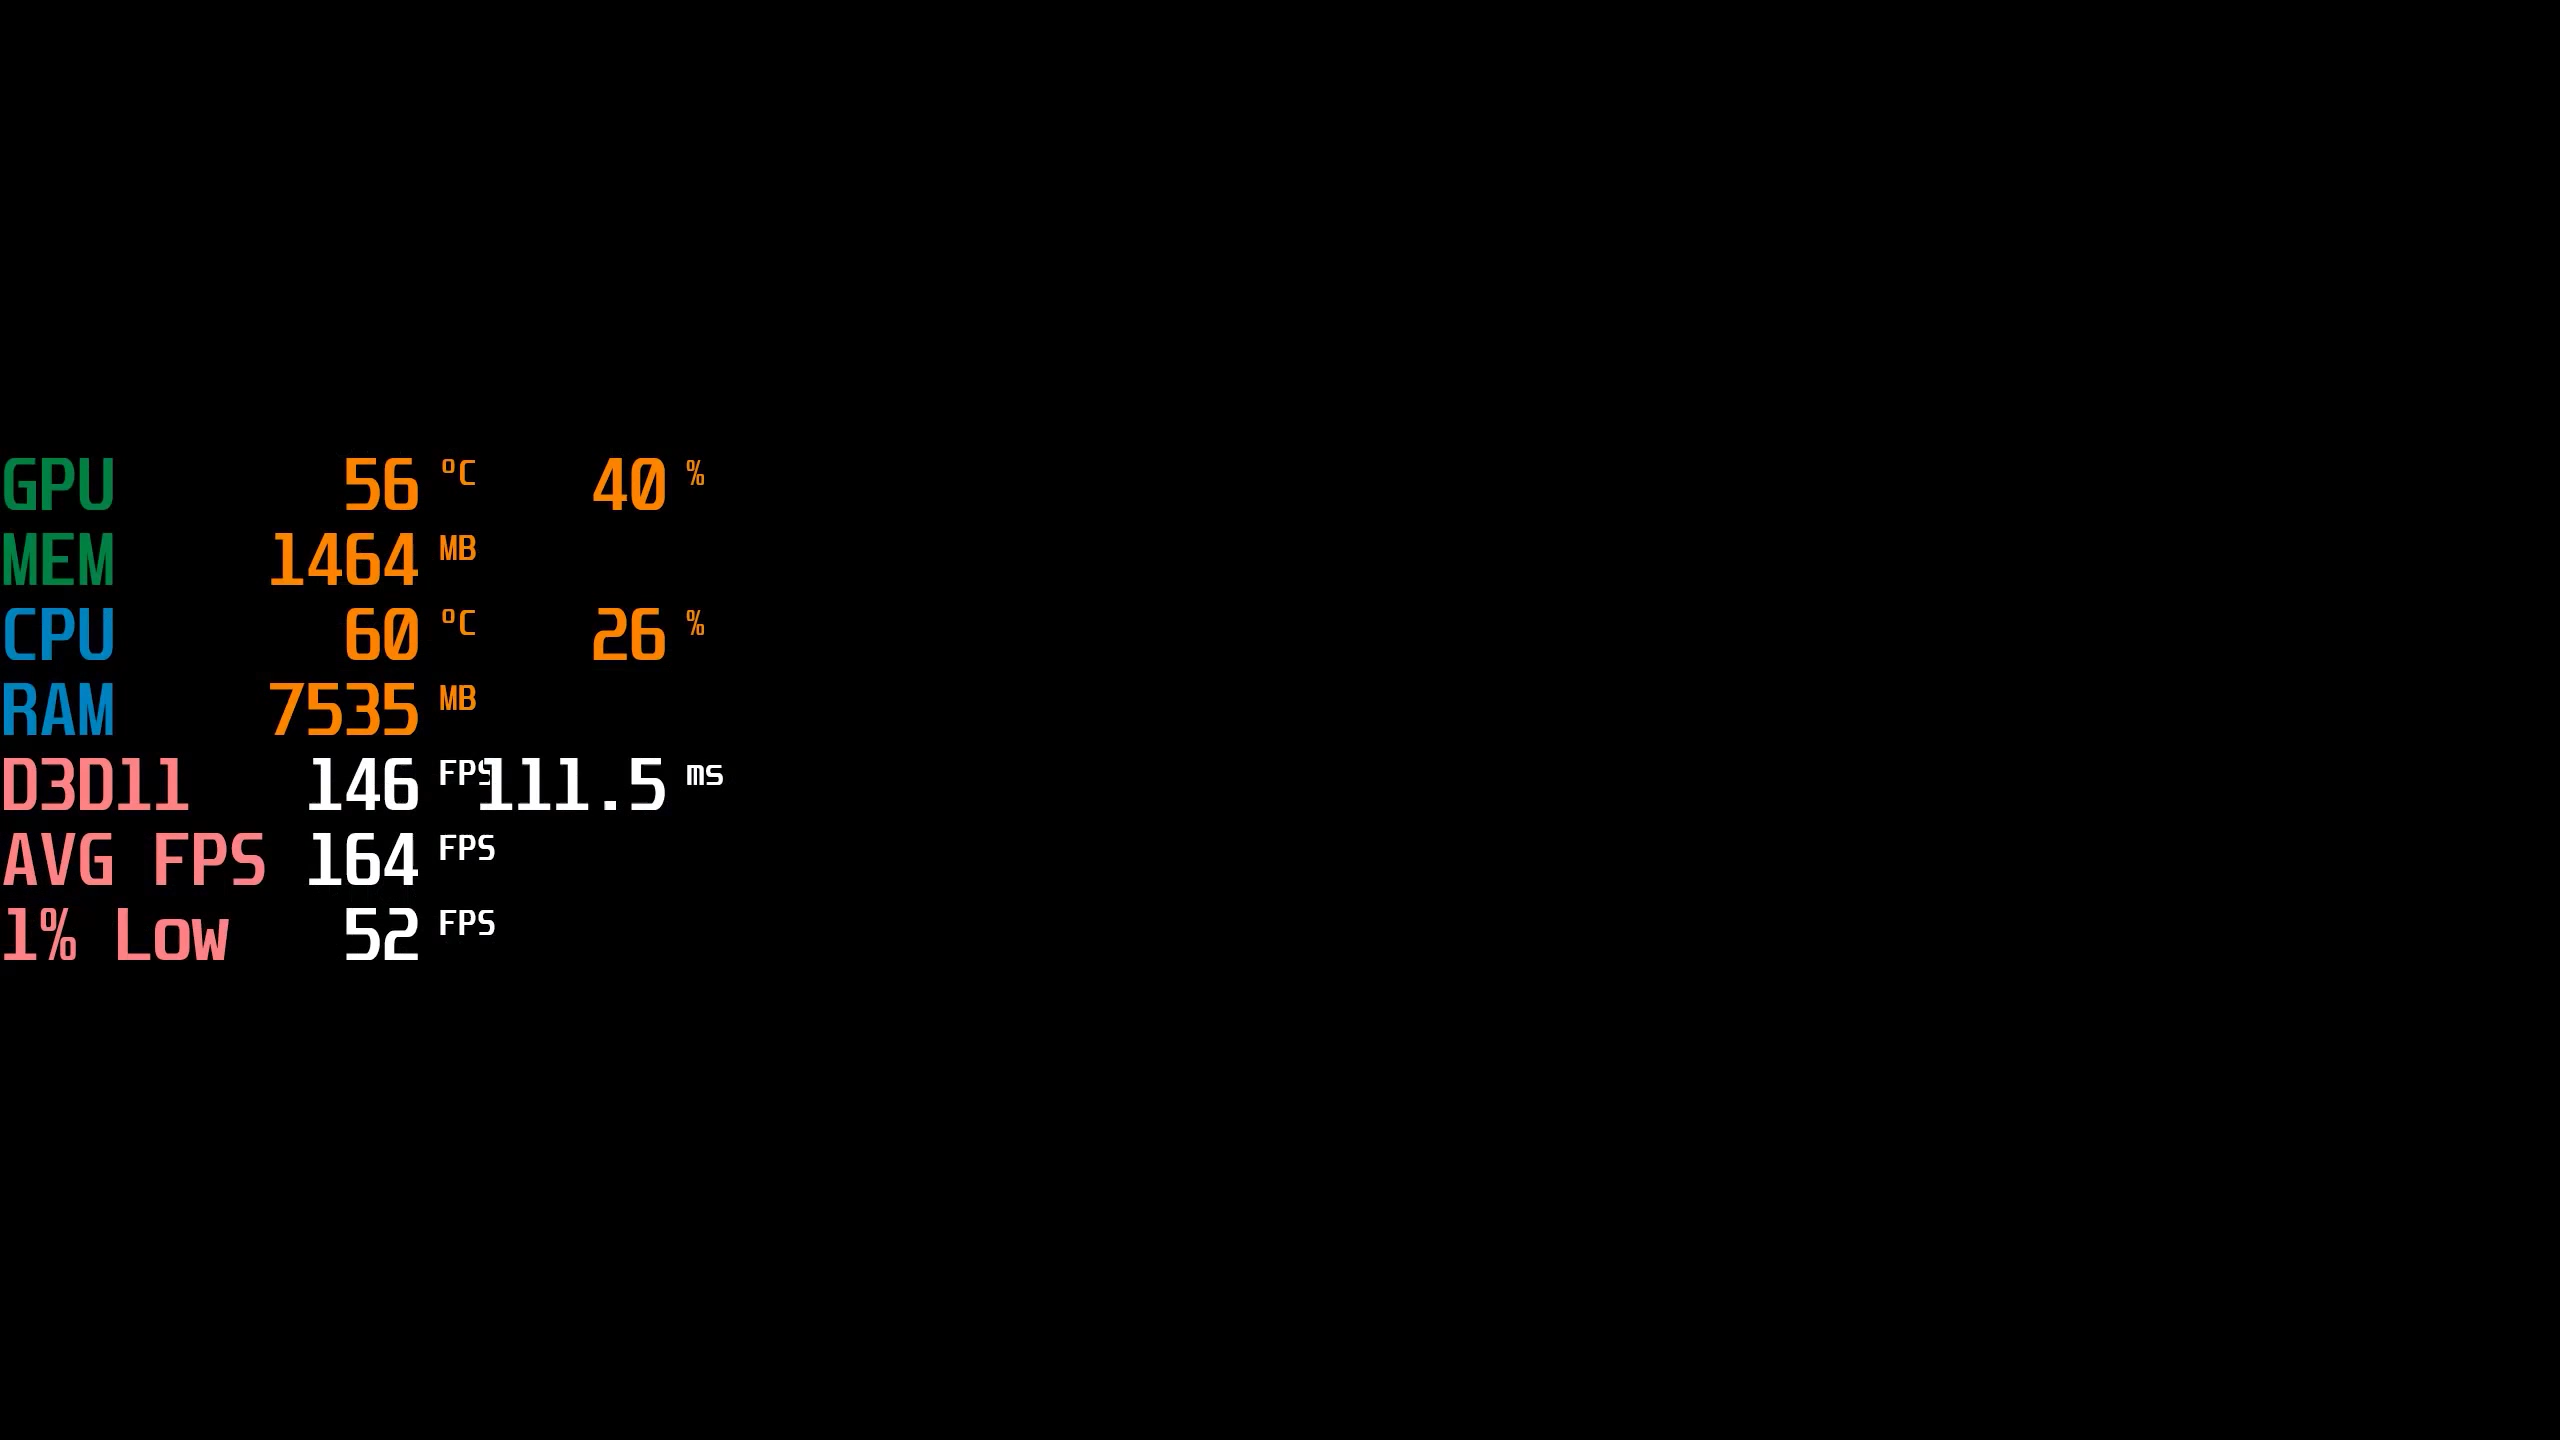 GPU 56 °C 40 %
MEM 1464 MB
CPU 60 °C 26 %
RAM 7535 MB
D3D11 146 FPS 111.5 ms
AVG FPS 164 FPS
1% Low 52 FPS